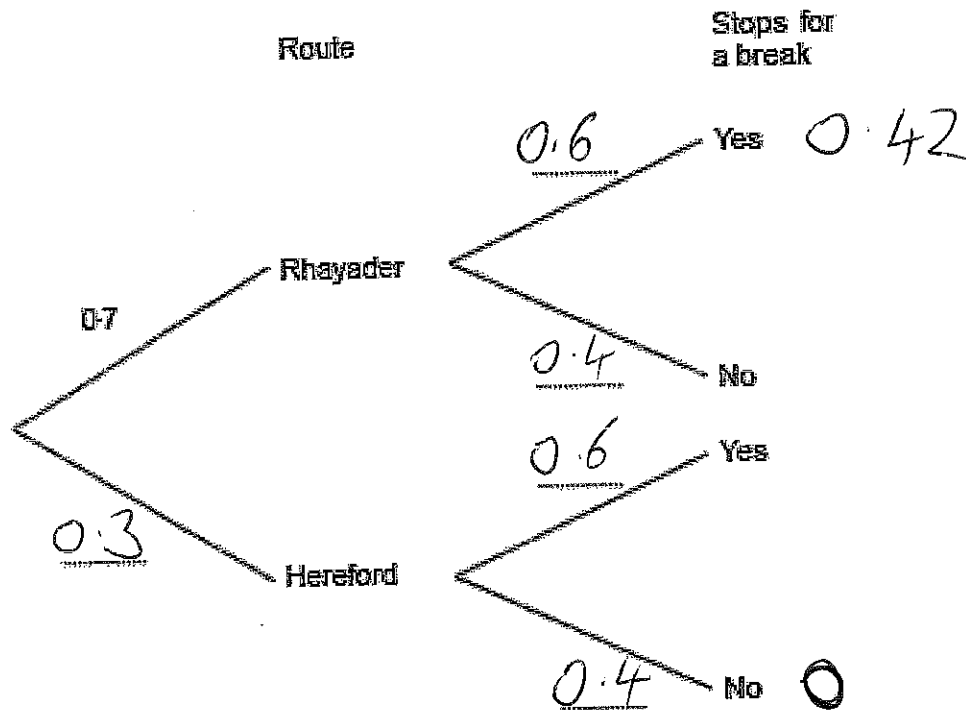 Route
Stops for
a break
0.6
Yes 0.42
Rhayader
0.7
0.4
No
0.6
Yes
0.3
Hereford
0.4
No 0